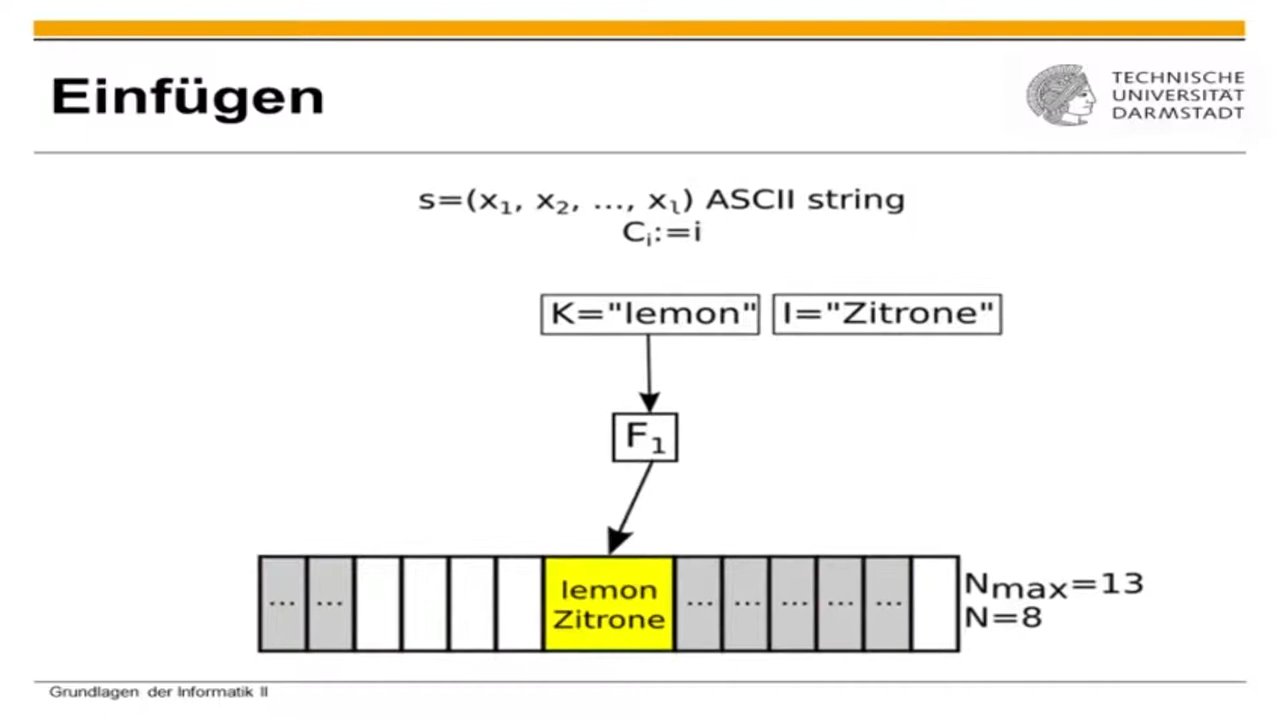 Einfügen
TECHNISCHE
UNIVERSITÄT
DARMSTADT
s=(x₁, x₂, ..., xₗ) ASCII string
Cᵢ:=i
K="lemon" I="Zitrone"
F₁
... ... lemon Zitrone ... ... ... ... ...
Nmax=13
N=8
Grundlagen der Informatik II